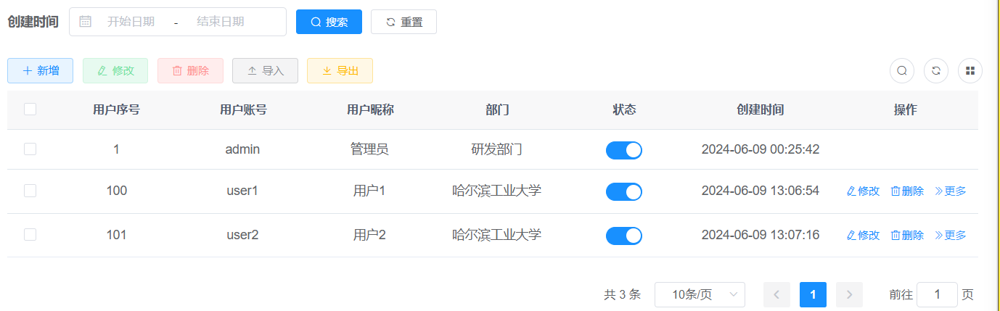 创建时间 开始日期 - 结束日期 搜索 重置
新增 修改 删除 导入 导出
用户序号 用户账号 用户昵称 部门 状态 创建时间 操作
1 admin 管理员 研发部门 2024-06-09 00:25:42
100 user1 用户1 哈尔滨工业大学 2024-06-09 13:06:54 修改 删除 更多
101 user2 用户2 哈尔滨工业大学 2024-06-09 13:07:16 修改 删除 更多
共 3 条 10条/页 1 前往 1 页